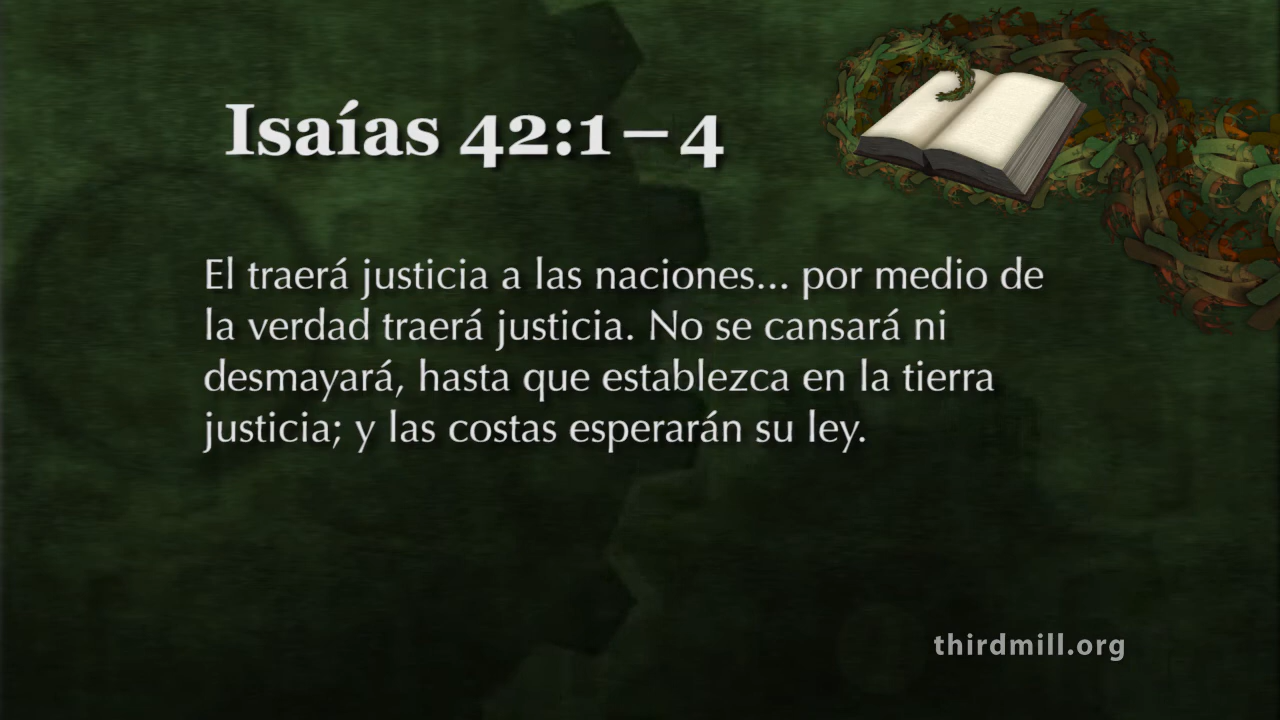 Isaías 42:1–4
El traerá justicia a las naciones... por medio de
la verdad traerá justicia. No se cansará ni
desmayará, hasta que establezca en la tierra
justicia; y las costas esperarán su ley.
thirdmill.org